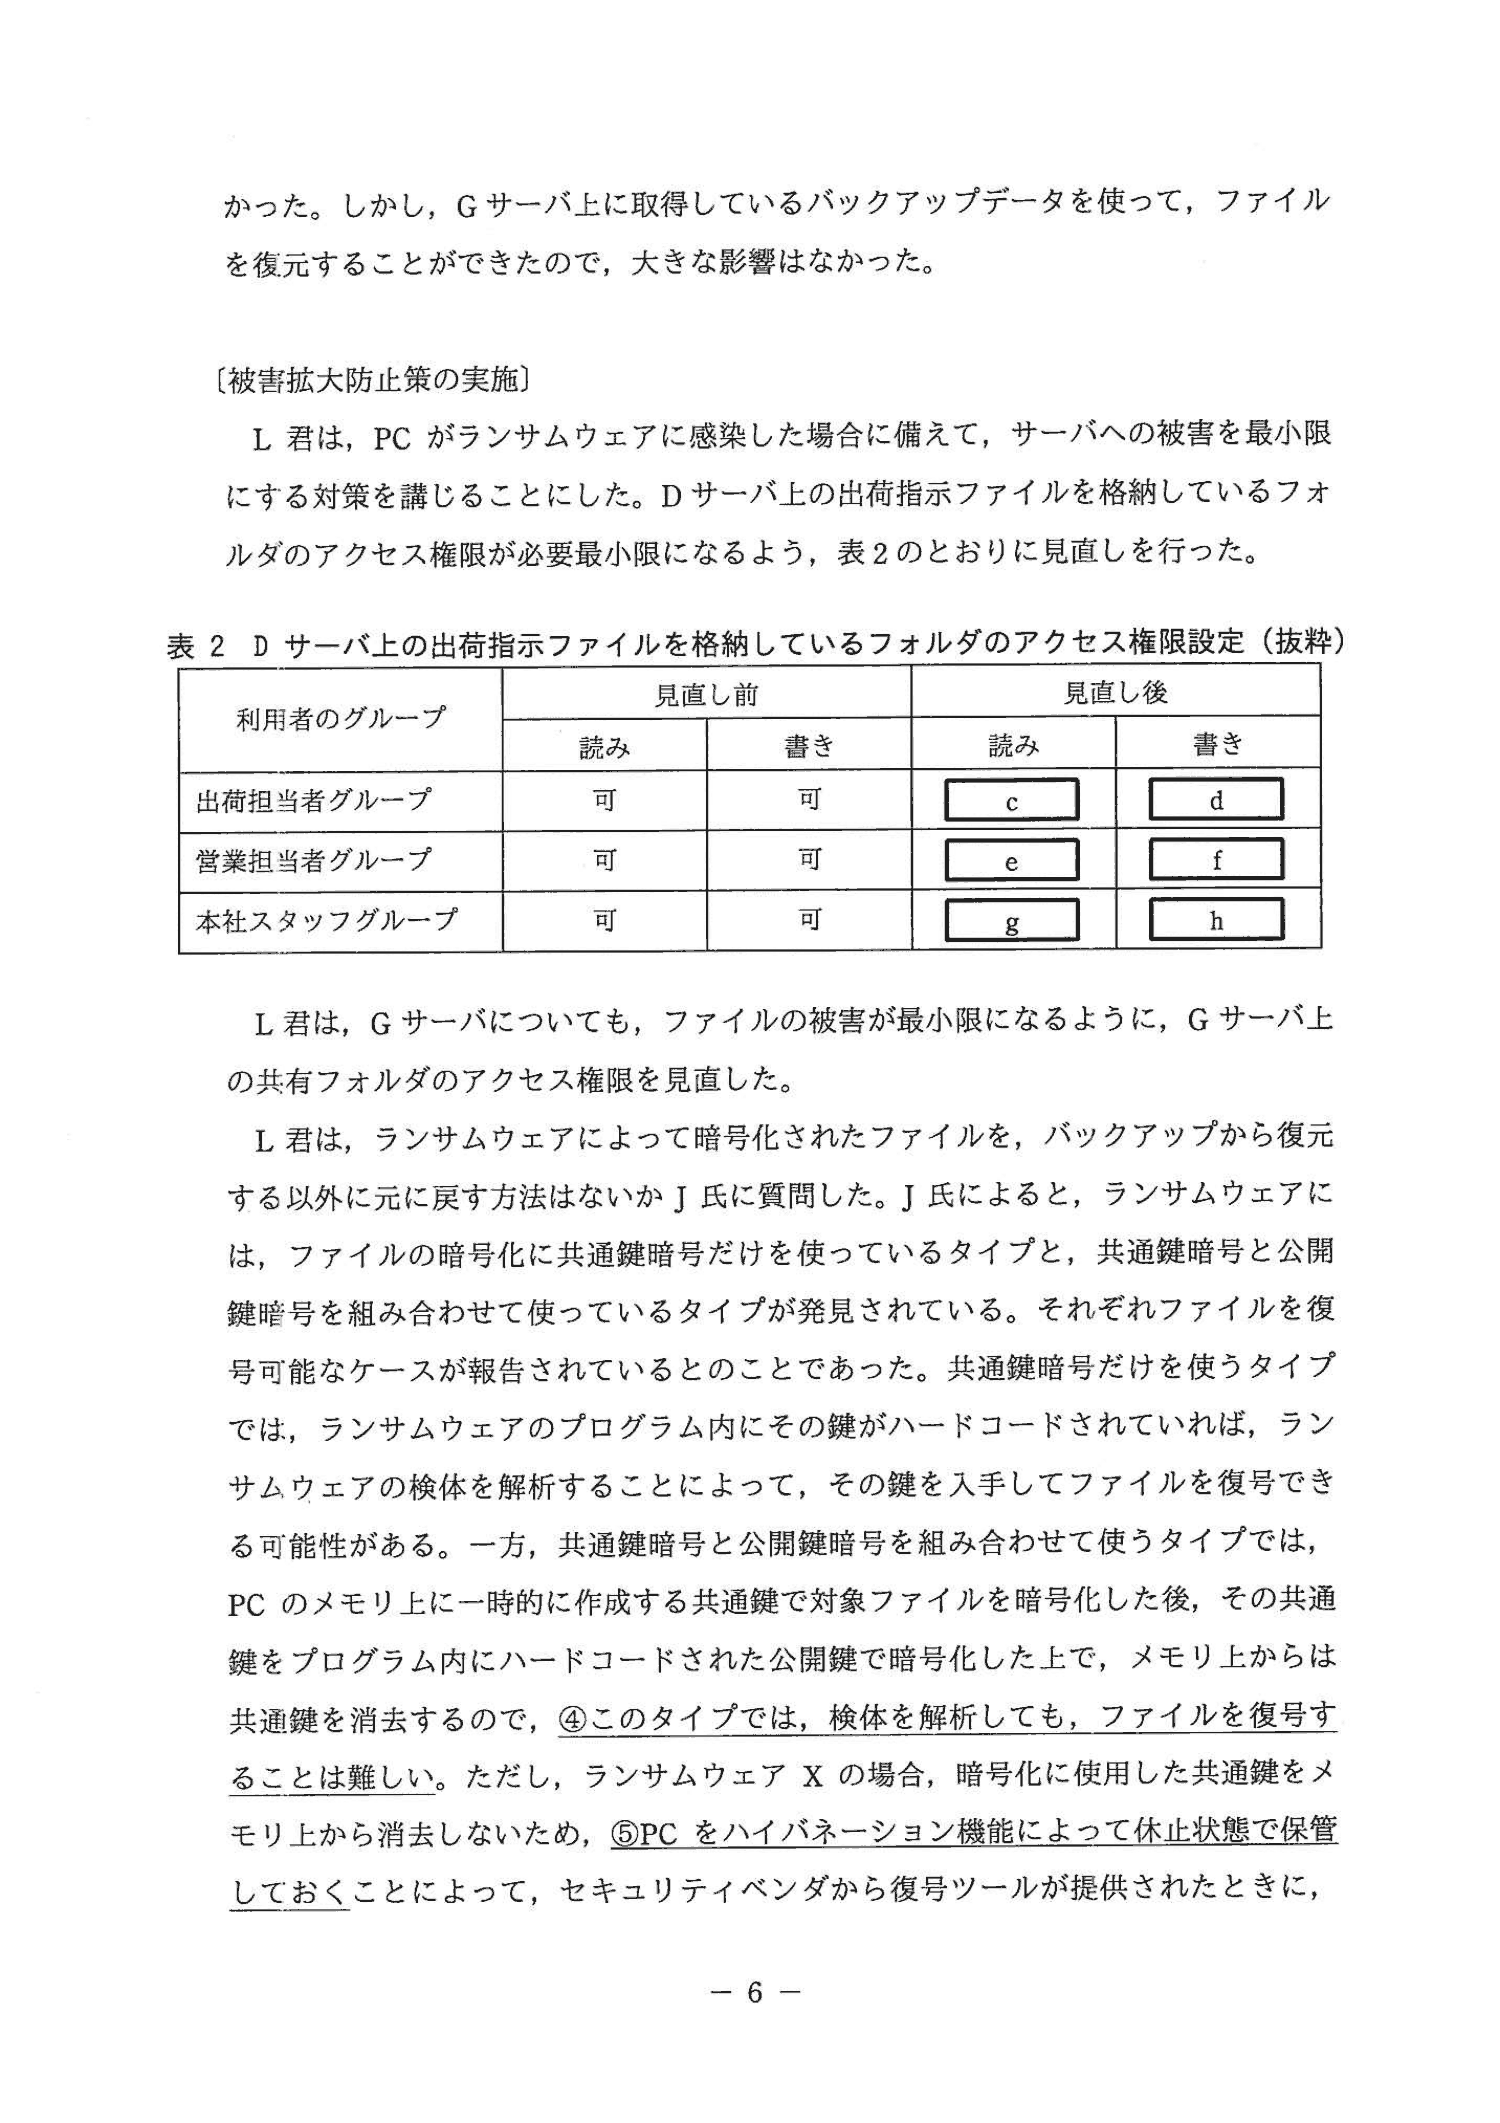 かった。しかし，G サーバ上に取得しているバックアップデータを使って，ファイル
を復元することができたので，大きな影響はなかった。
〔被害拡大防止策の実施〕
L 君は，PC がランサムウェアに感染した場合に備えて，サーバへの被害を最小限
にする対策を講じることにした。D サーバ上の出荷指示ファイルを格納しているフォ
ルダのアクセス権限が必要最小限になるよう，表 2 のとおりに見直しを行った。
表 2　D サーバ上の出荷指示ファイルを格納しているフォルダのアクセス権限設定（抜粋）
利用者のグループ　見直し前　見直し後
読み　書き　読み　書き
出荷担当者グループ　可　可　c　d
営業担当者グループ　可　可　e　f
本社スタッフグループ　可　可　g　h
L 君は，G サーバについても，ファイルの被害が最小限になるように，G サーバ上
の共有フォルダのアクセス権限を見直した。
L 君は，ランサムウェアによって暗号化されたファイルを，バックアップから復元
する以外に元に戻す方法はないか J 氏に質問した。J 氏によると，ランサムウェアに
は，ファイルの暗号化に共通鍵暗号だけを使っているタイプと，共通鍵暗号と公開
鍵暗号を組み合わせて使っているタイプが発見されている。それぞれファイルを復
号可能なケースが報告されているとのことであった。共通鍵暗号だけを使うタイプ
では，ランサムウェアのプログラム内にその鍵がハードコードされていれば，ラン
サムウェアの検体を解析することによって，その鍵を入手してファイルを復号でき
る可能性がある。一方，共通鍵暗号と公開鍵暗号を組み合わせて使うタイプでは，
PC のメモリ上に一時的に作成する共通鍵で対象ファイルを暗号化した後，その共通
鍵をプログラム内にハードコードされた公開鍵で暗号化した上で，メモリ上からは
共通鍵を消去するので，④このタイプでは，検体を解析しても，ファイルを復号す
ることは難しい。ただし，ランサムウェア X の場合，暗号化に使用した共通鍵をメ
モリ上から消去しないため，⑤PC をハイバネーション機能によって休止状態で保管
しておくことによって，セキュリティベンダから復号ツールが提供されたときに，
－ 6 －